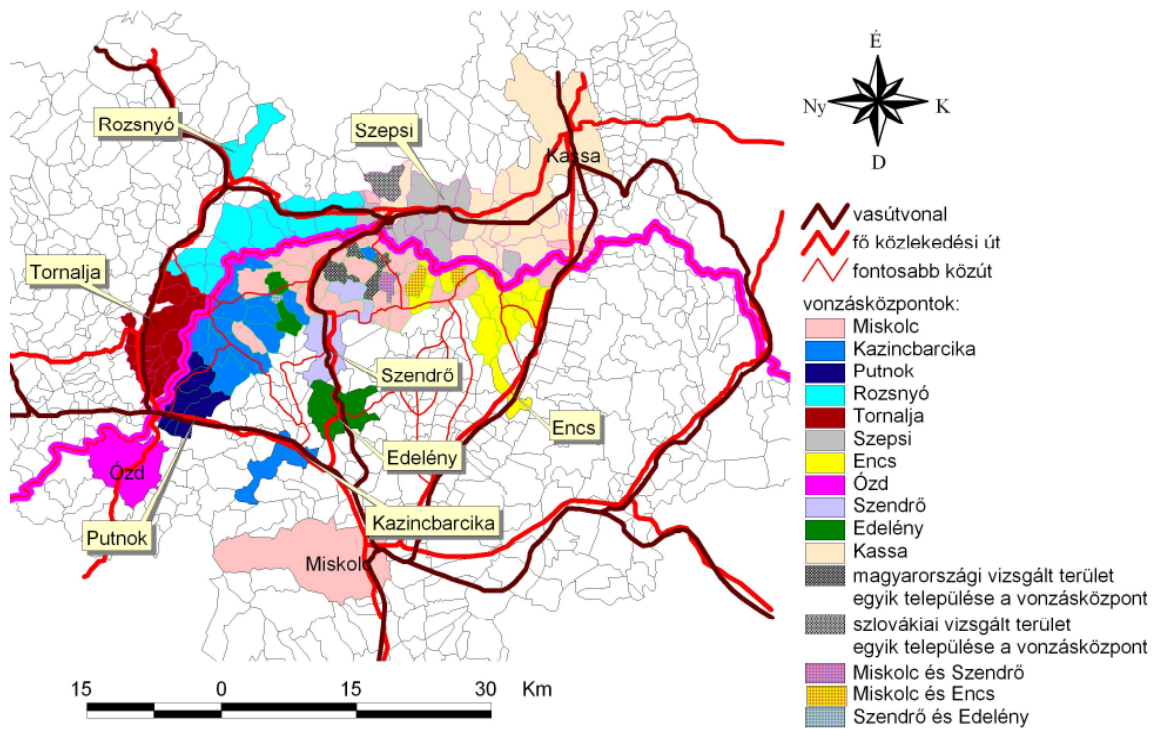 Rozsnyó
Szepsi
Kassa
Tornalja
Szendrő
Encs
Edelény
Ózd
Kazincbarcika
Putnok
Miskolc
15 0 15 30 Km
É
Ny K
D
vasútvonal
fő közlekedési út
fontosabb közút
vonzásközpontok:
Miskolc
Kazincbarcika
Putnok
Rozsnyó
Tornalja
Szepsi
Encs
Ózd
Szendrő
Edelény
Kassa
magyarországi vizsgált terület
egyik települése a vonzásközpont
szlovákiai vizsgált terület
egyik települése a vonzásközpont
Miskolc és Szendrő
Miskolc és Encs
Szendrő és Edelény